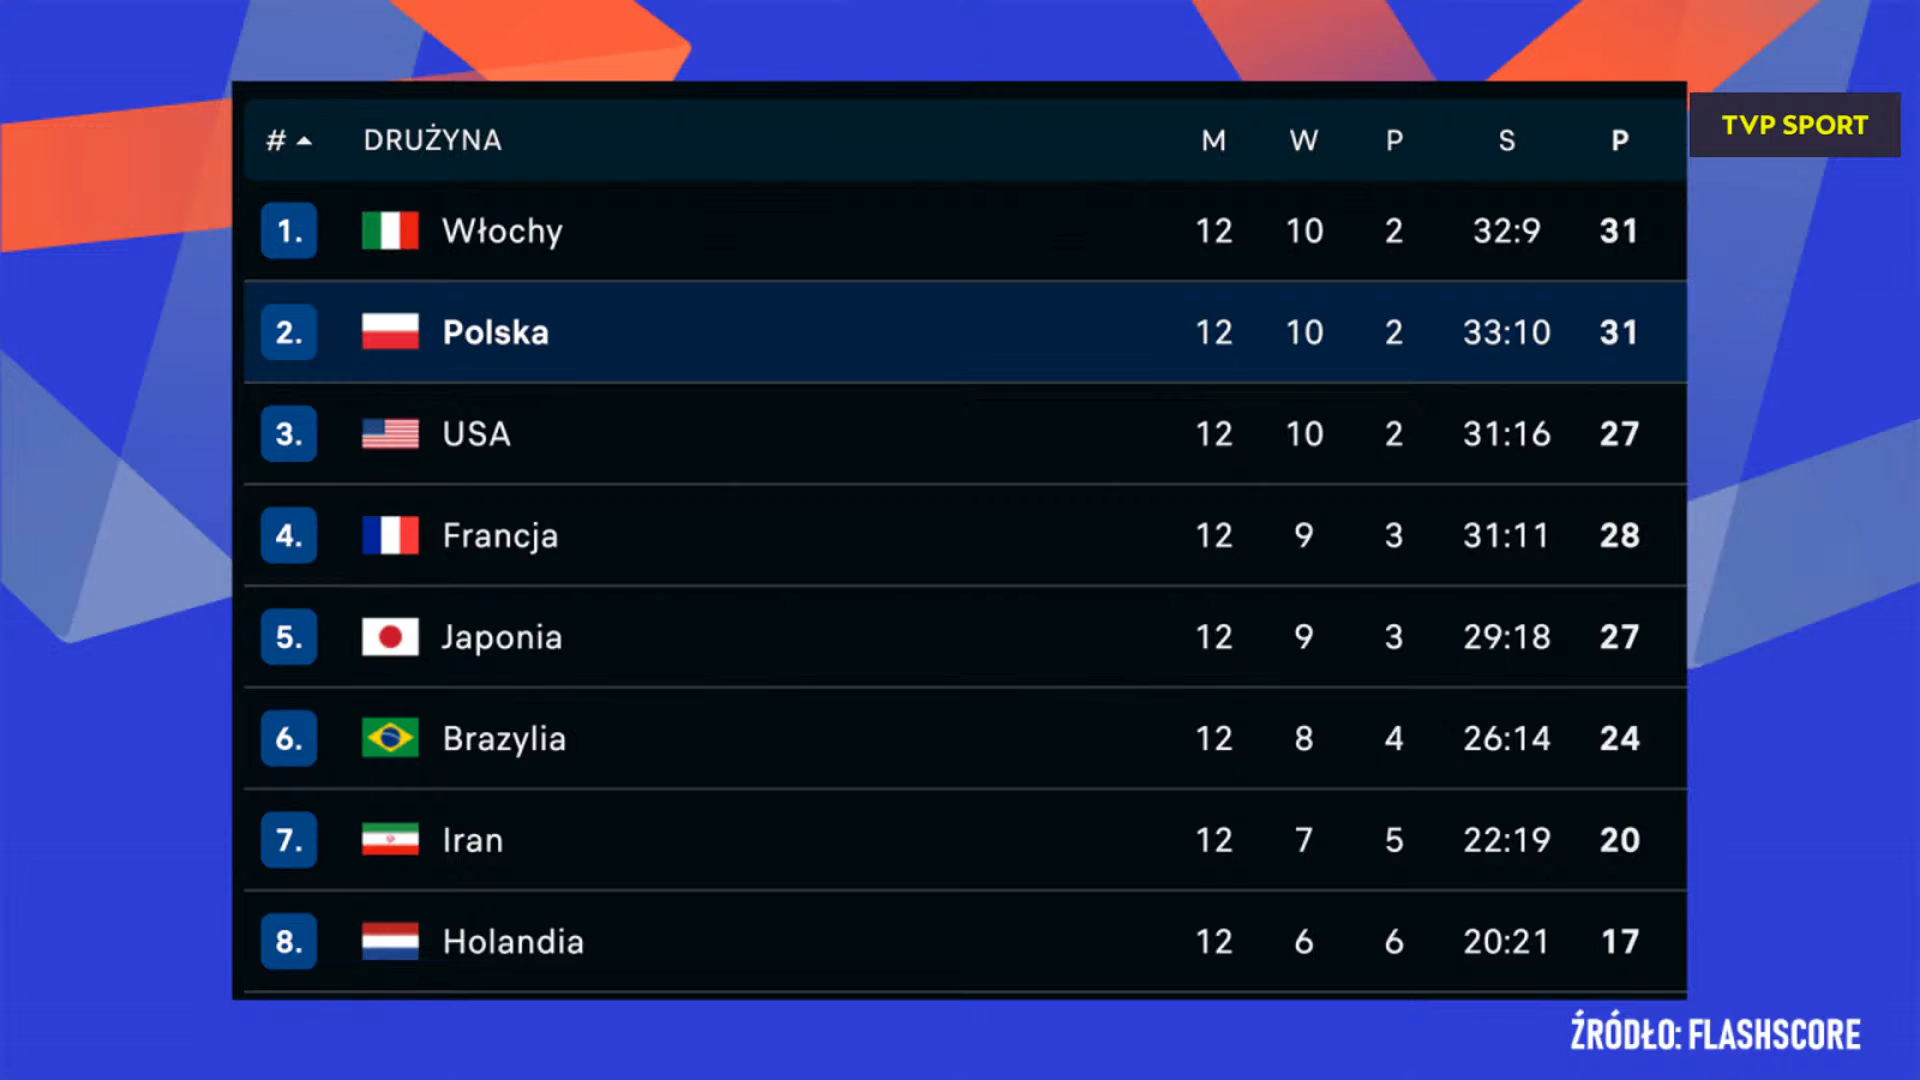 # DRUŻYNA M W P S P
TVP SPORT
1. Włochy 12 10 2 32:9 31
2. Polska 12 10 2 33:10 31
3. USA 12 10 2 31:16 27
4. Francja 12 9 3 31:11 28
5. Japonia 12 9 3 29:18 27
6. Brazylia 12 8 4 26:14 24
7. Iran 12 7 5 22:19 20
8. Holandia 12 6 6 20:21 17
ŹRÓDŁO: FLASHSCORE